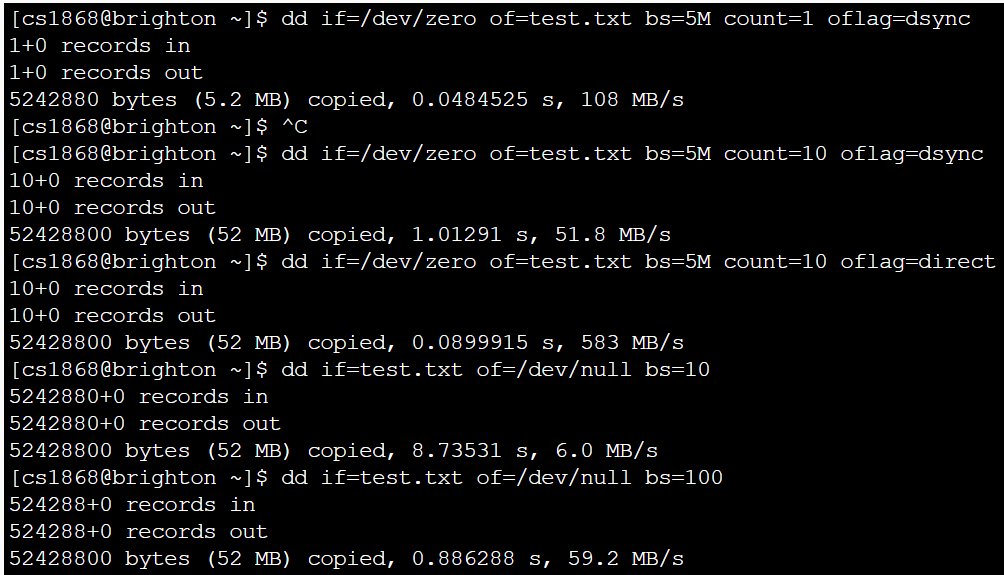 [cs1868@brighton ~]$ dd if=/dev/zero of=test.txt bs=5M count=1 oflag=dsync
1+0 records in
1+0 records out
5242880 bytes (5.2 MB) copied, 0.0484525 s, 108 MB/s
[cs1868@brighton ~]$ ^C
[cs1868@brighton ~]$ dd if=/dev/zero of=test.txt bs=5M count=10 oflag=dsync
10+0 records in
10+0 records out
52428800 bytes (52 MB) copied, 1.01291 s, 51.8 MB/s
[cs1868@brighton ~]$ dd if=/dev/zero of=test.txt bs=5M count=10 oflag=direct
10+0 records in
10+0 records out
52428800 bytes (52 MB) copied, 0.0899915 s, 583 MB/s
[cs1868@brighton ~]$ dd if=test.txt of=/dev/null bs=10
5242880+0 records in
5242880+0 records out
52428800 bytes (52 MB) copied, 8.73531 s, 6.0 MB/s
[cs1868@brighton ~]$ dd if=test.txt of=/dev/null bs=100
524288+0 records in
524288+0 records out
52428800 bytes (52 MB) copied, 0.886288 s, 59.2 MB/s